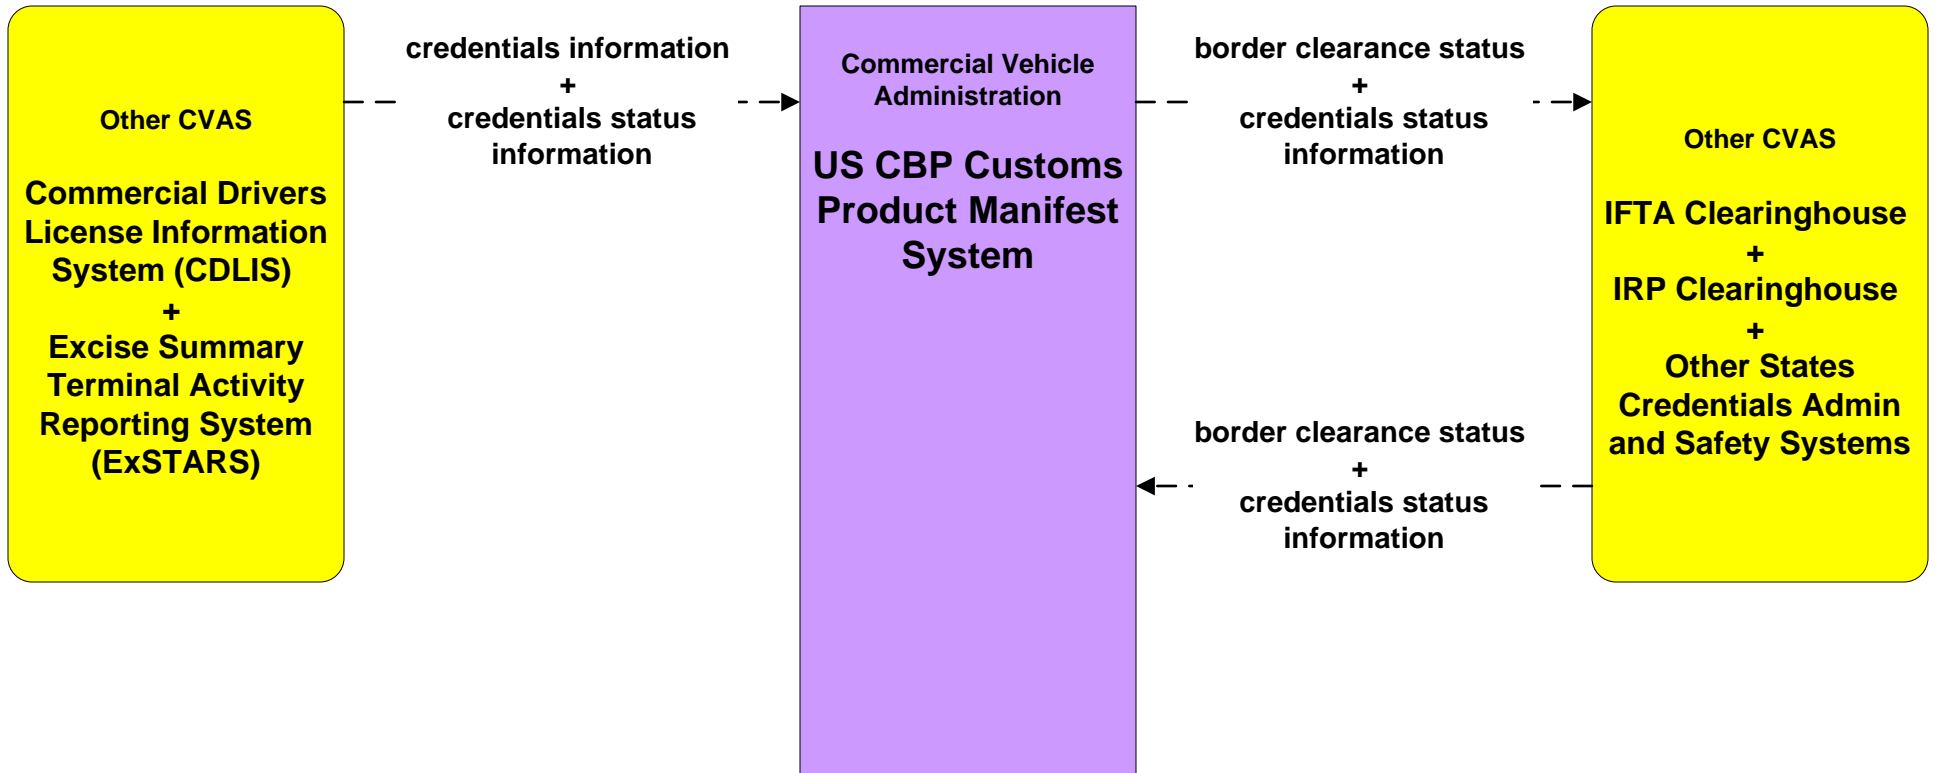 Other CVAS
Commercial Drivers
License Information
System (CDLIS)
+
Excise Summary
Terminal Activity
Reporting System
(ExSTARS)
credentials information
+
credentials status
information
Commercial Vehicle
Administration
US CBP Customs
Product Manifest
System
border clearance status
+
credentials status
information
border clearance status
+
credentials status
information
Other CVAS
IFTA Clearinghouse
+
IRP Clearinghouse
+
Other States
Credentials Admin
and Safety Systems